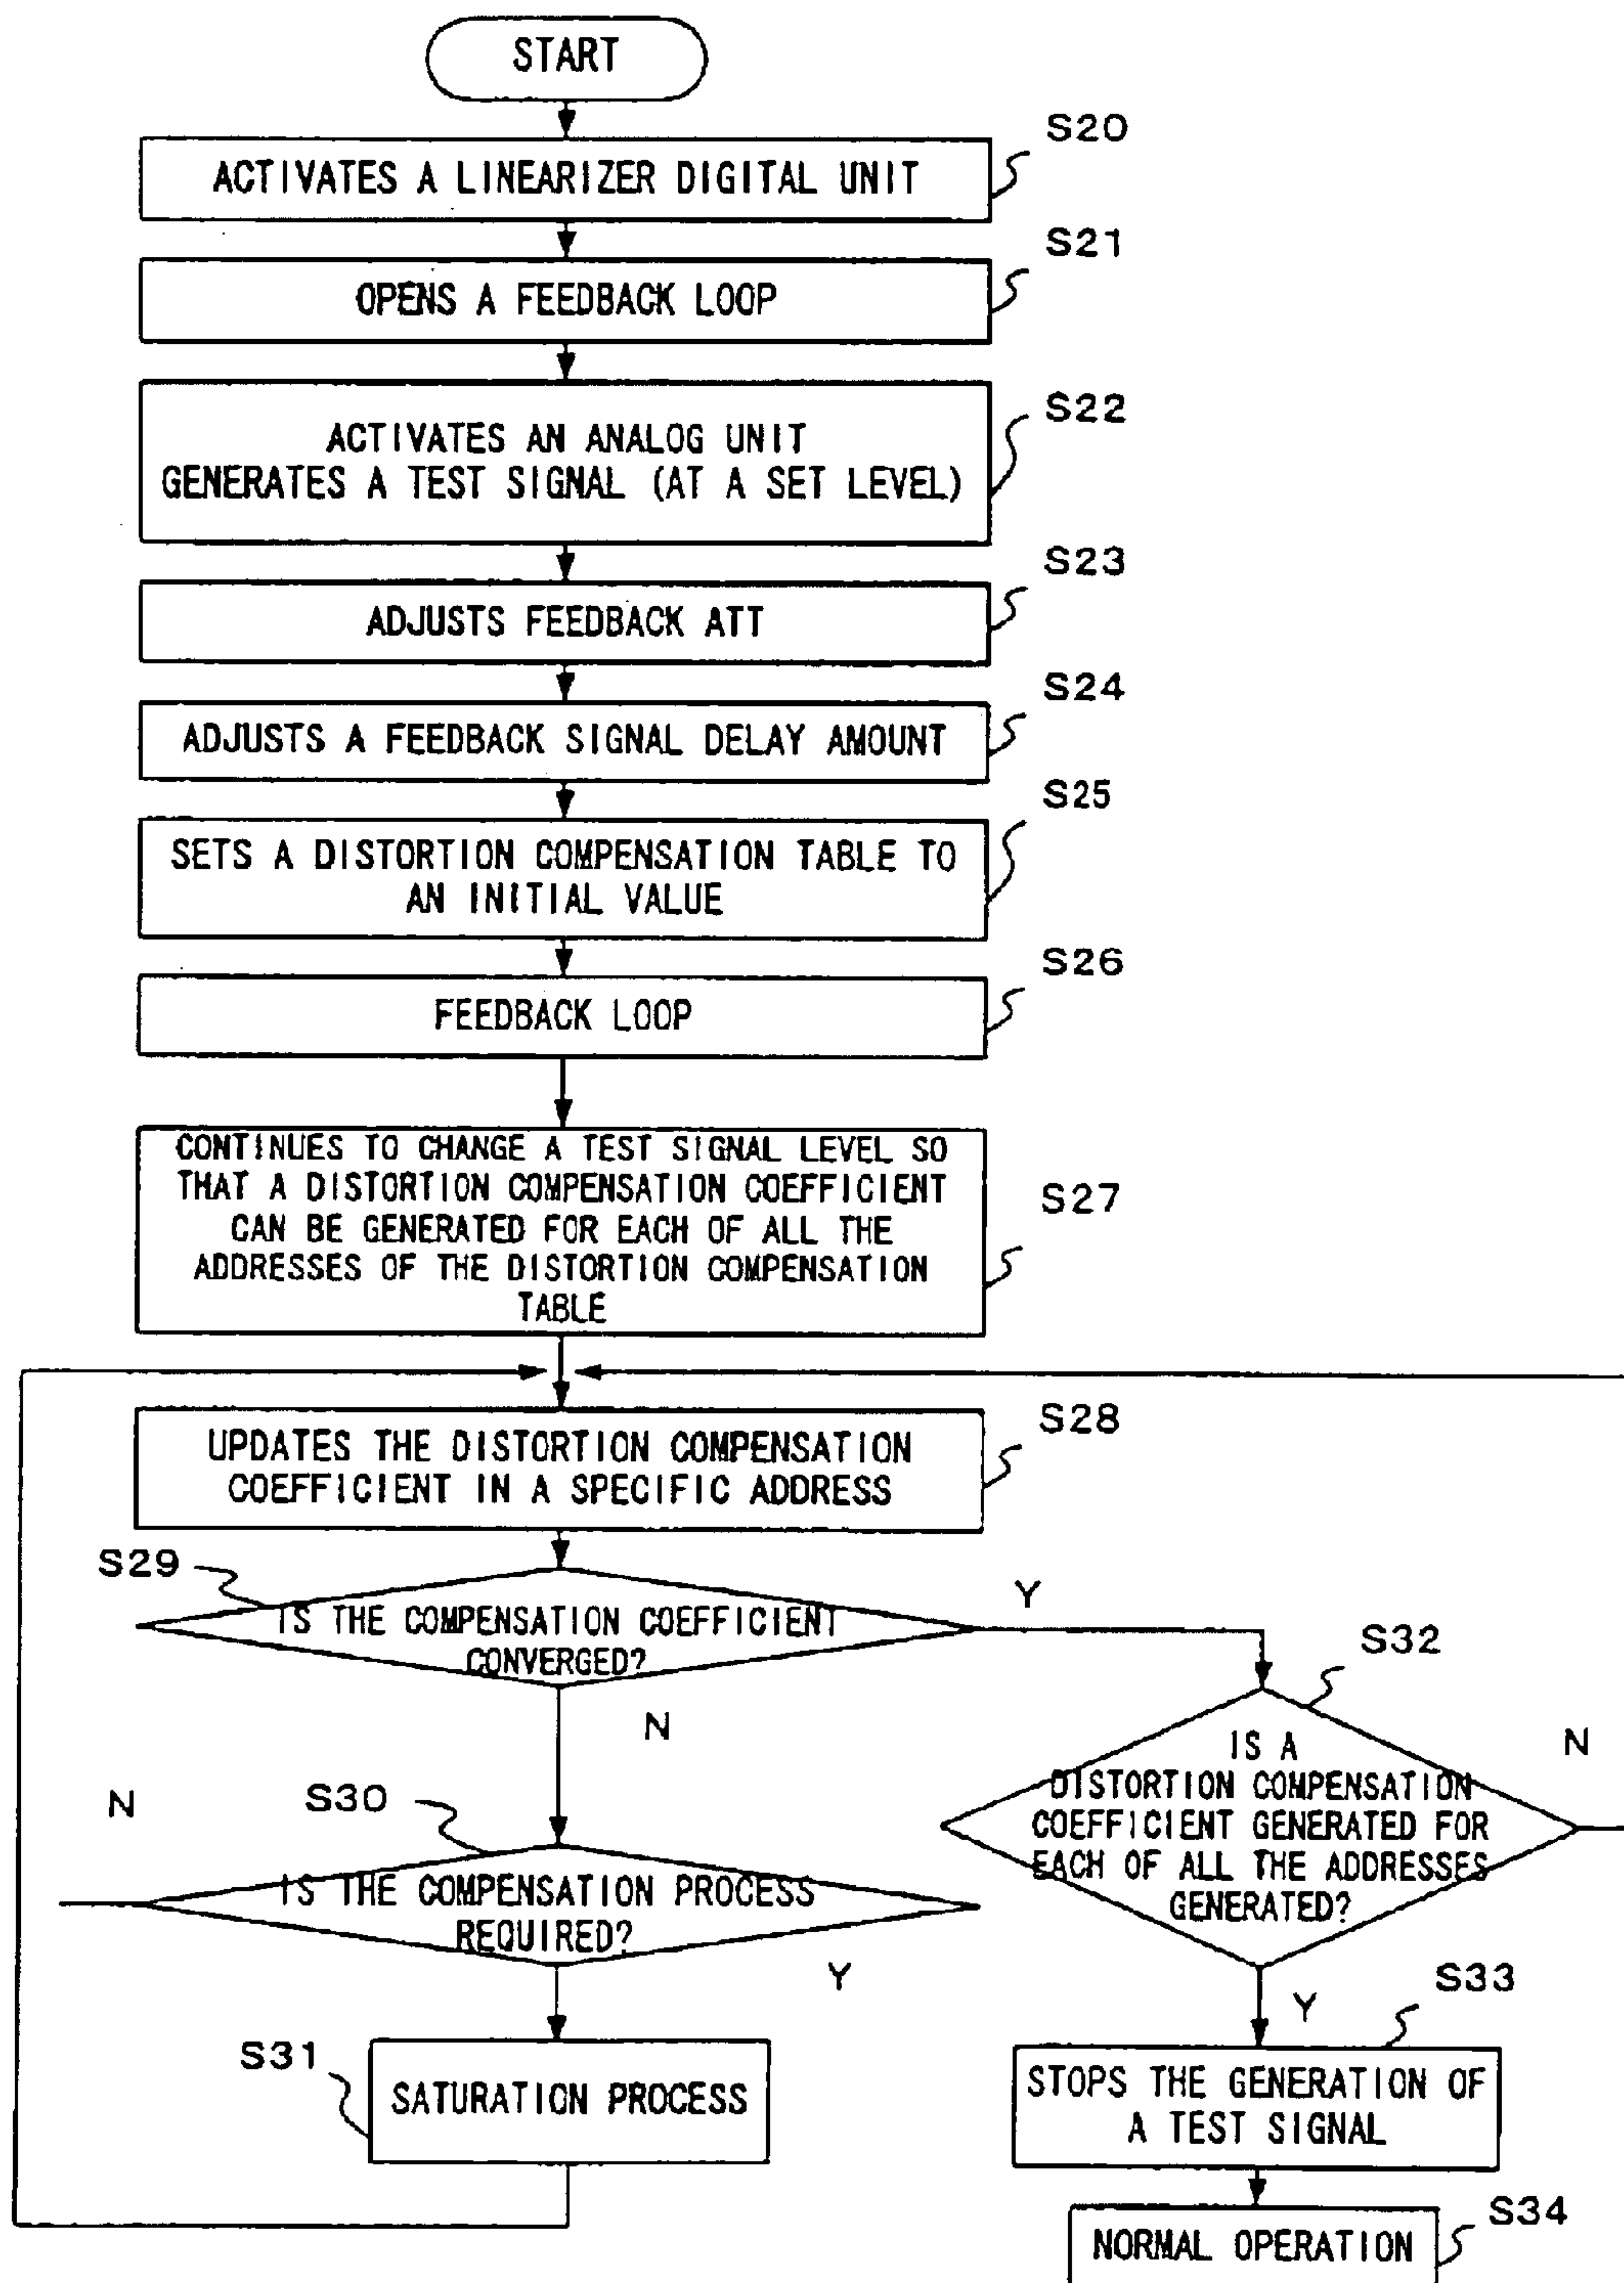 START
S20
ACTIVATES A LINEARIZER DIGITAL UNIT
S21
OPENS A FEEDBACK LOOP
S22
ACTIVATES AN ANALOG UNIT
GENERATES A TEST SIGNAL (AT A SET LEVEL)
S23
ADJUSTS FEEDBACK ATT
S24
ADJUSTS A FEEDBACK SIGNAL DELAY AMOUNT
S25
SETS A DISTORTION COMPENSATION TABLE TO
AN INITIAL VALUE
S26
FEEDBACK LOOP
CONTINUES TO CHANGE A TEST SIGNAL LEVEL SO
THAT A DISTORTION COMPENSATION COEFFICIENT
CAN BE GENERATED FOR EACH OF ALL THE
ADDRESSES OF THE DISTORTION COMPENSATION
TABLE
S27
S28
UPDATES THE DISTORTION COMPENSATION
COEFFICIENT IN A SPECIFIC ADDRESS
S29
IS THE COMPENSATION COEFFICIENT
CONVERGED?
Y
N
S30
N
IS THE COMPENSATION PROCESS
REQUIRED?
Y
S31
SATURATION PROCESS
S32
IS A
DISTORTION COMPENSATION
COEFFICIENT GENERATED FOR
EACH OF ALL THE ADDRESSES
GENERATED?
N
Y
S33
STOPS THE GENERATION OF
A TEST SIGNAL
S34
NORMAL OPERATION